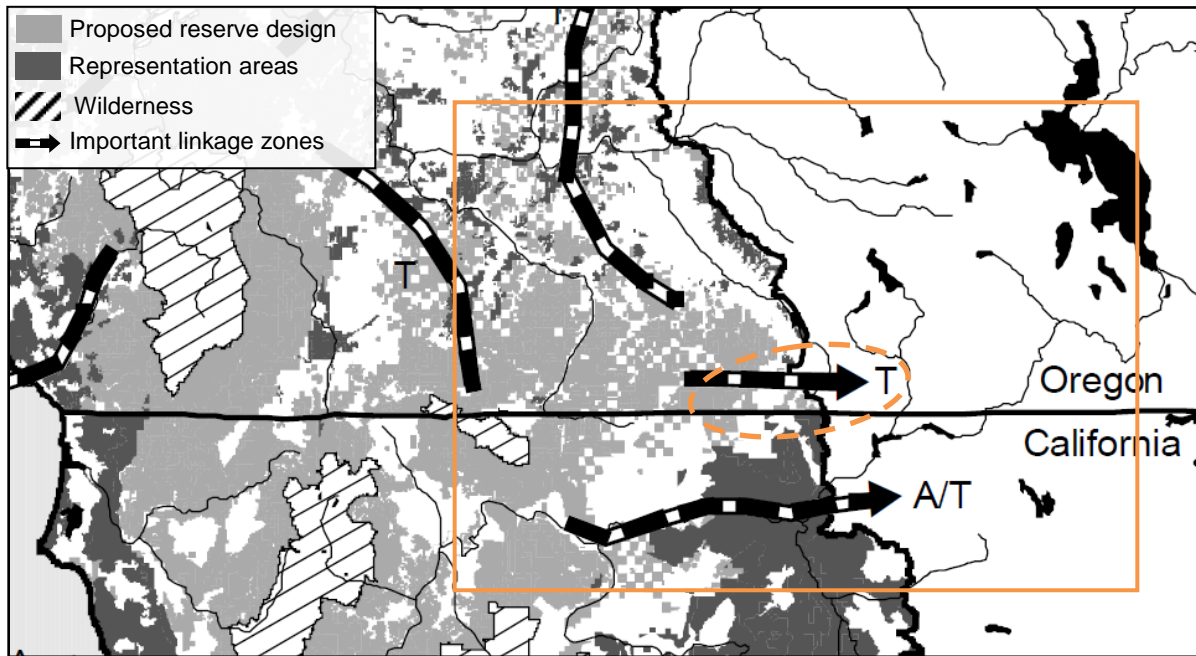 Proposed reserve design
Representation areas
Wilderness
Important linkage zones
T
T
Oregon
California
A/T